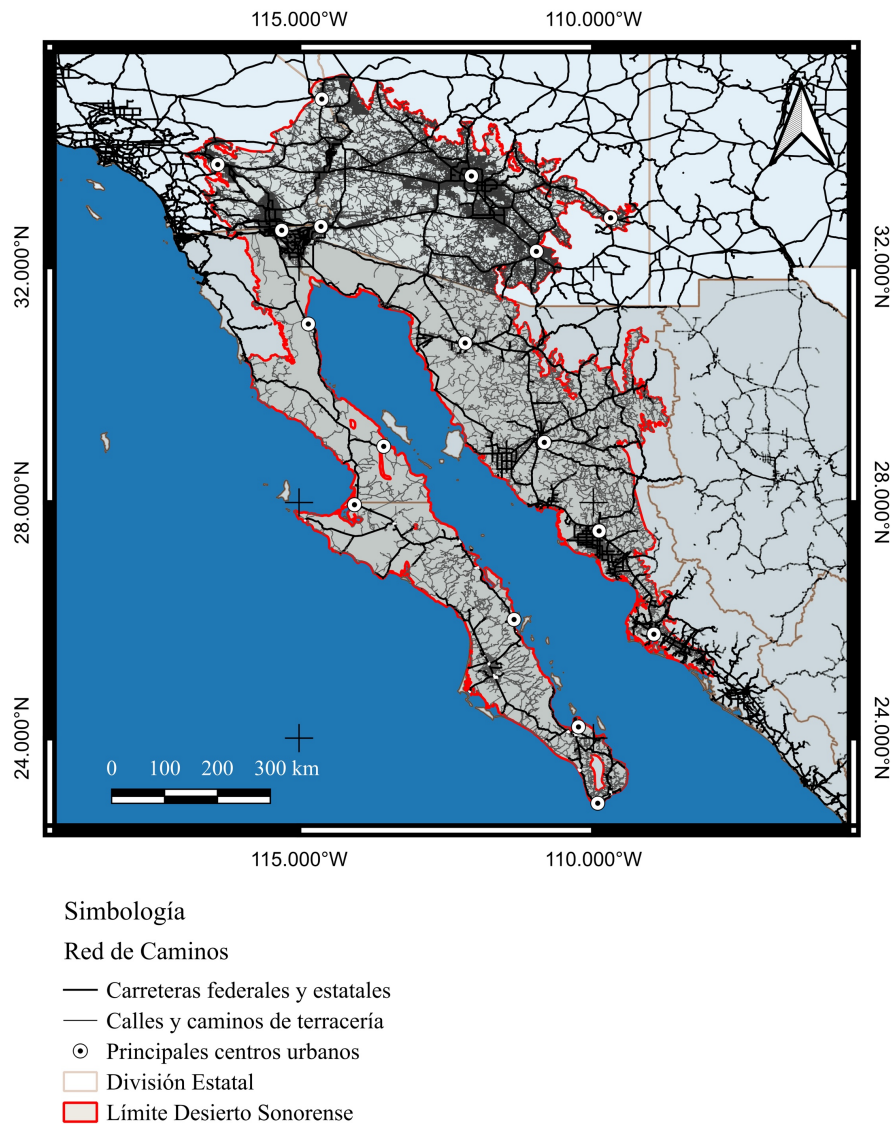 115.000°W 110.000°W
32.000°N 32.000°N
28.000°N 28.000°N
24.000°N 24.000°N
0 100 200 300 km
115.000°W 110.000°W
Simbología
Red de Caminos
Carreteras federales y estatales
Calles y caminos de terracería
Principales centros urbanos
División Estatal
Límite Desierto Sonorense